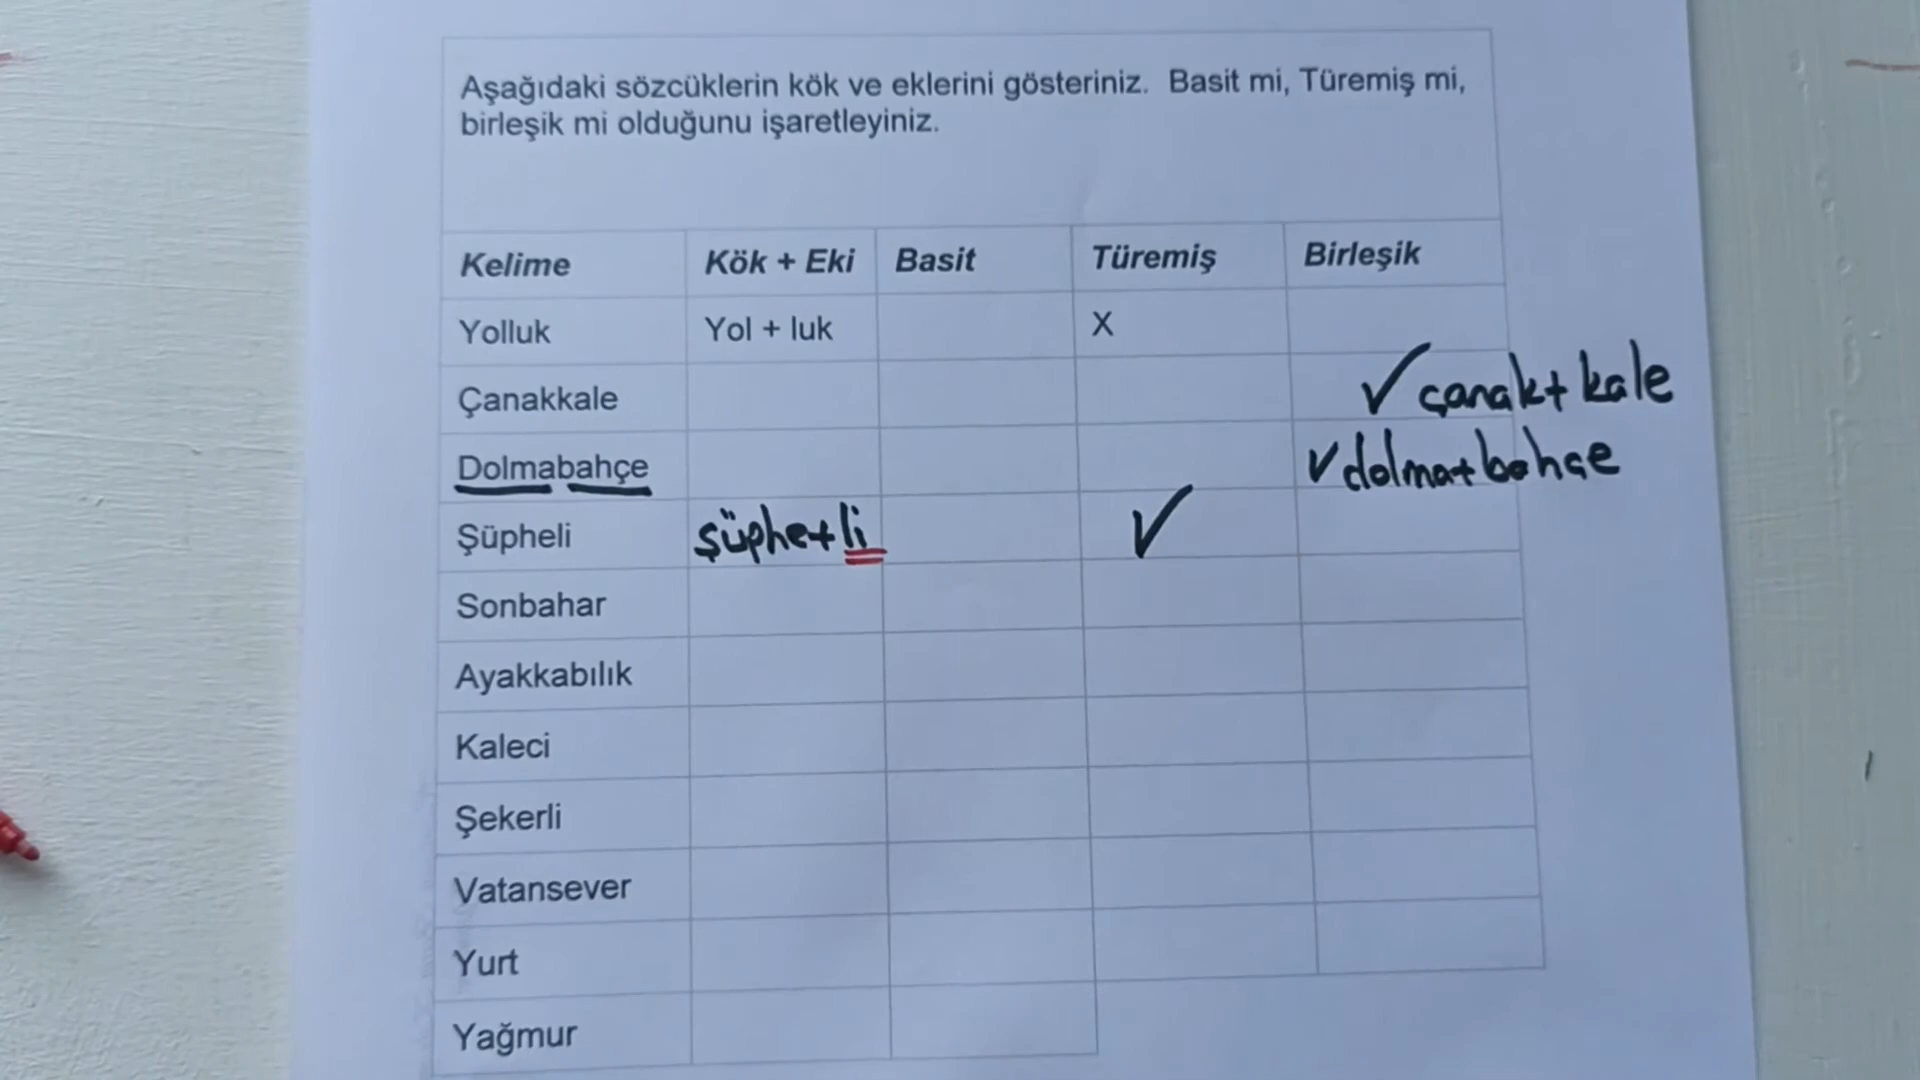 Aşağıdaki sözcüklerin kök ve eklerini gösteriniz. Basit mi, Türemiş mi,
birleşik mi olduğunu işaretleyiniz.
Kelime Kök + Eki Basit Türemiş Birleşik
Yolluk Yol + luk X
Çanakkale ✓ çanak+ kale
Dolmabahçe ✓ dolma+bahçe
Şüpheli şüphe+li ✓
Sonbahar
Ayakkabılık
Kaleci
Şekerli
Vatansever
Yurt
Yağmur